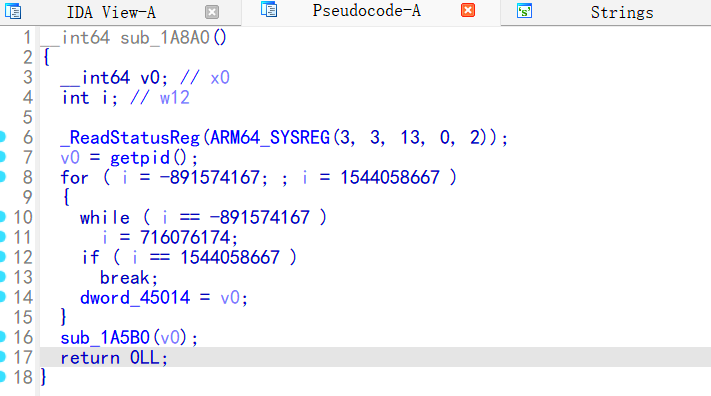 IDA View-A Pseudocode-A Strings
1 __int64 sub_1A8A0()
2 {
3 __int64 v0; // x0
4 int i; // w12
5
6 _ReadStatusReg(ARM64_SYSREG(3, 3, 13, 0, 2));
7 v0 = getpid();
8 for ( i = -891574167; ; i = 1544058667 )
9 {
10 while ( i == -891574167 )
11 i = 716076174;
12 if ( i == 1544058667 )
13 break;
14 dword_45014 = v0;
15 }
16 sub_1A5B0(v0);
17 return 0LL;
18 }